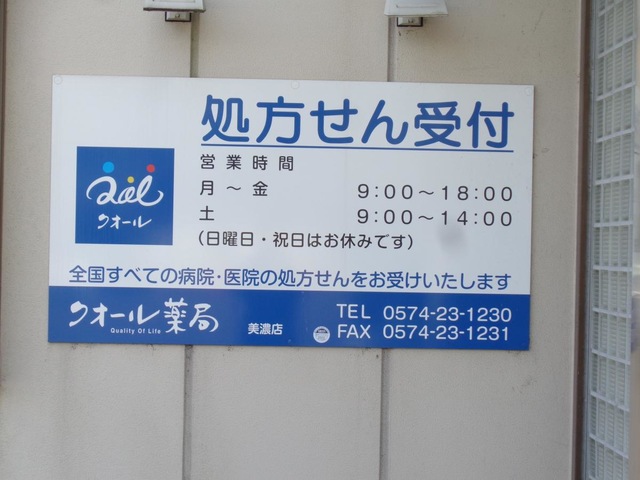 処方せん受付
営業時間
月～金 9:00～18:00
土 9:00～14:00
(日曜日・祝日はお休みです)
Qol
クオール
全国すべての病院・医院の処方せんをお受けいたします
クオール薬局
Quality Of Life
美濃店
TEL 0574-23-1230
FAX 0574-23-1231